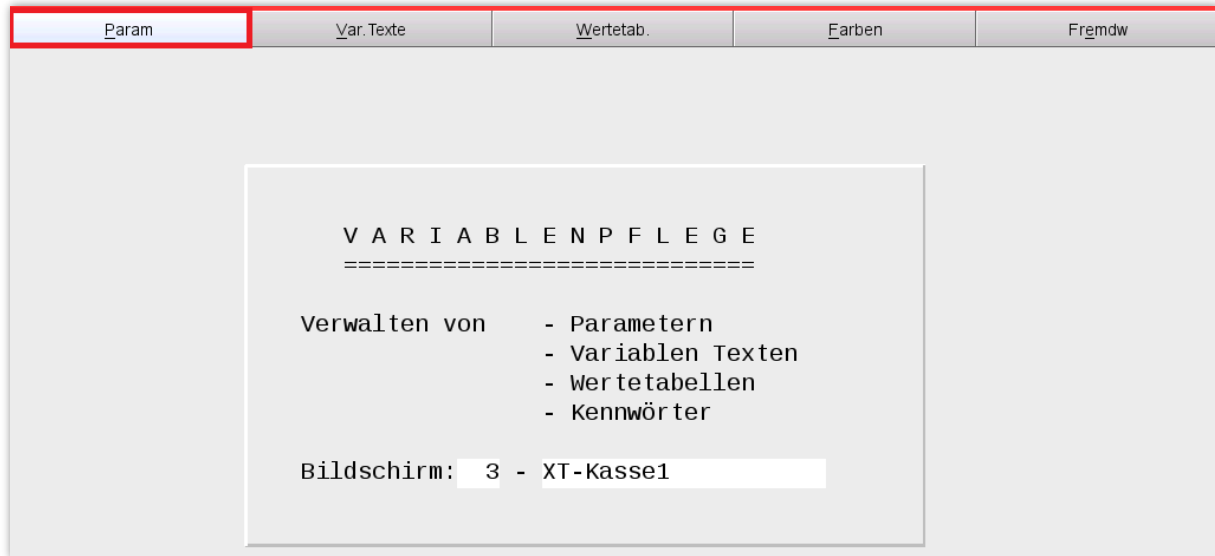 Param Var.Texte Wertetab. Farben Fremdw
V A R I A B L E N P F L E G E
=============================
Verwalten von - Parametern
- Variablen Texten
- Wertetabellen
- Kennwörter
Bildschirm: 3 - XT-Kasse1